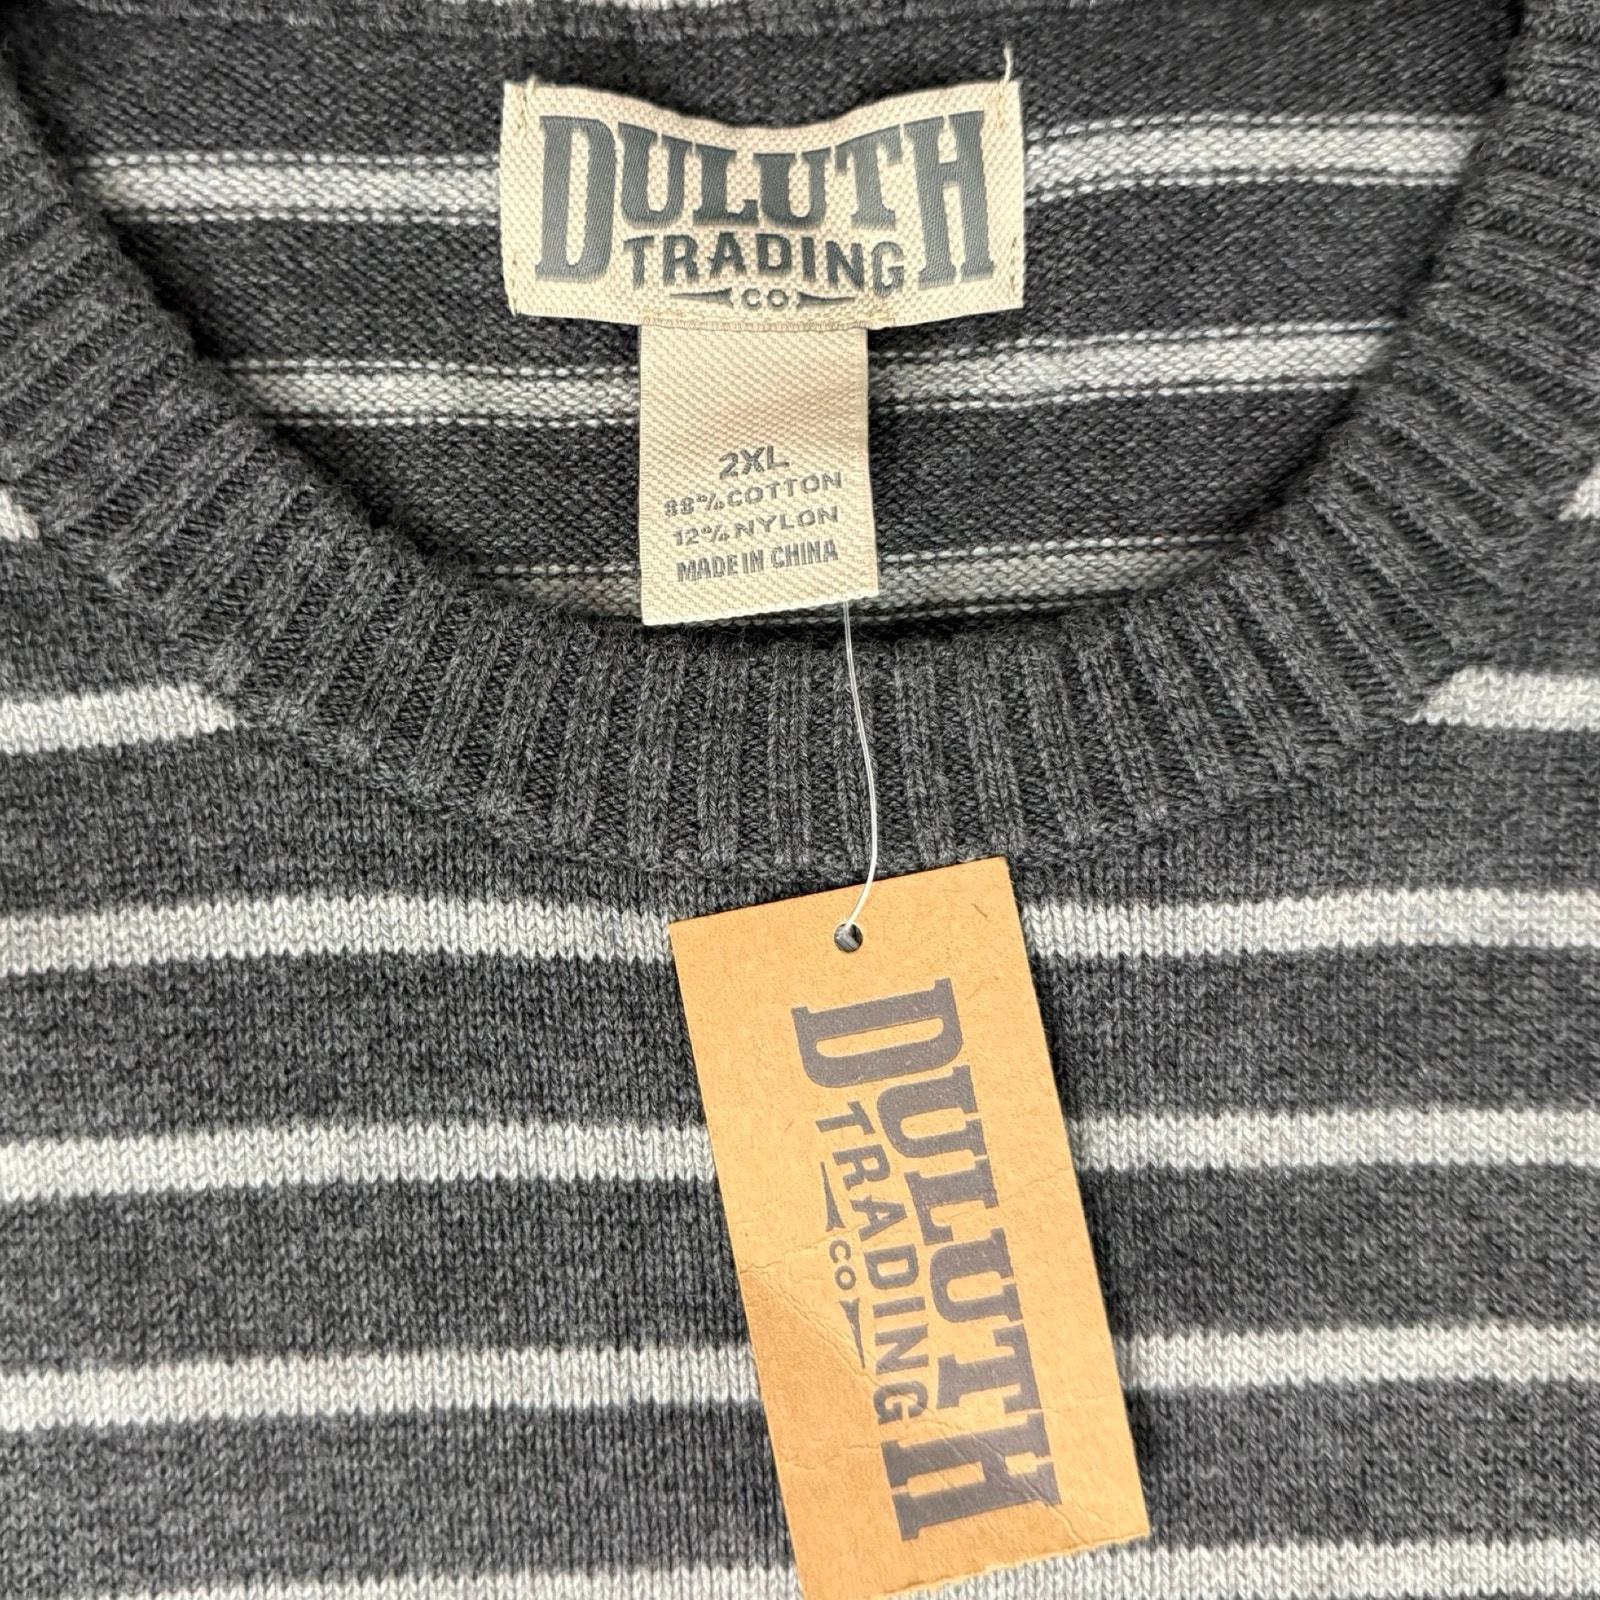 DULUTH
TRADING
CO
2XL
88% COTTON
12% NYLON
MADE IN CHINA
DULUTH
TRADING
CO